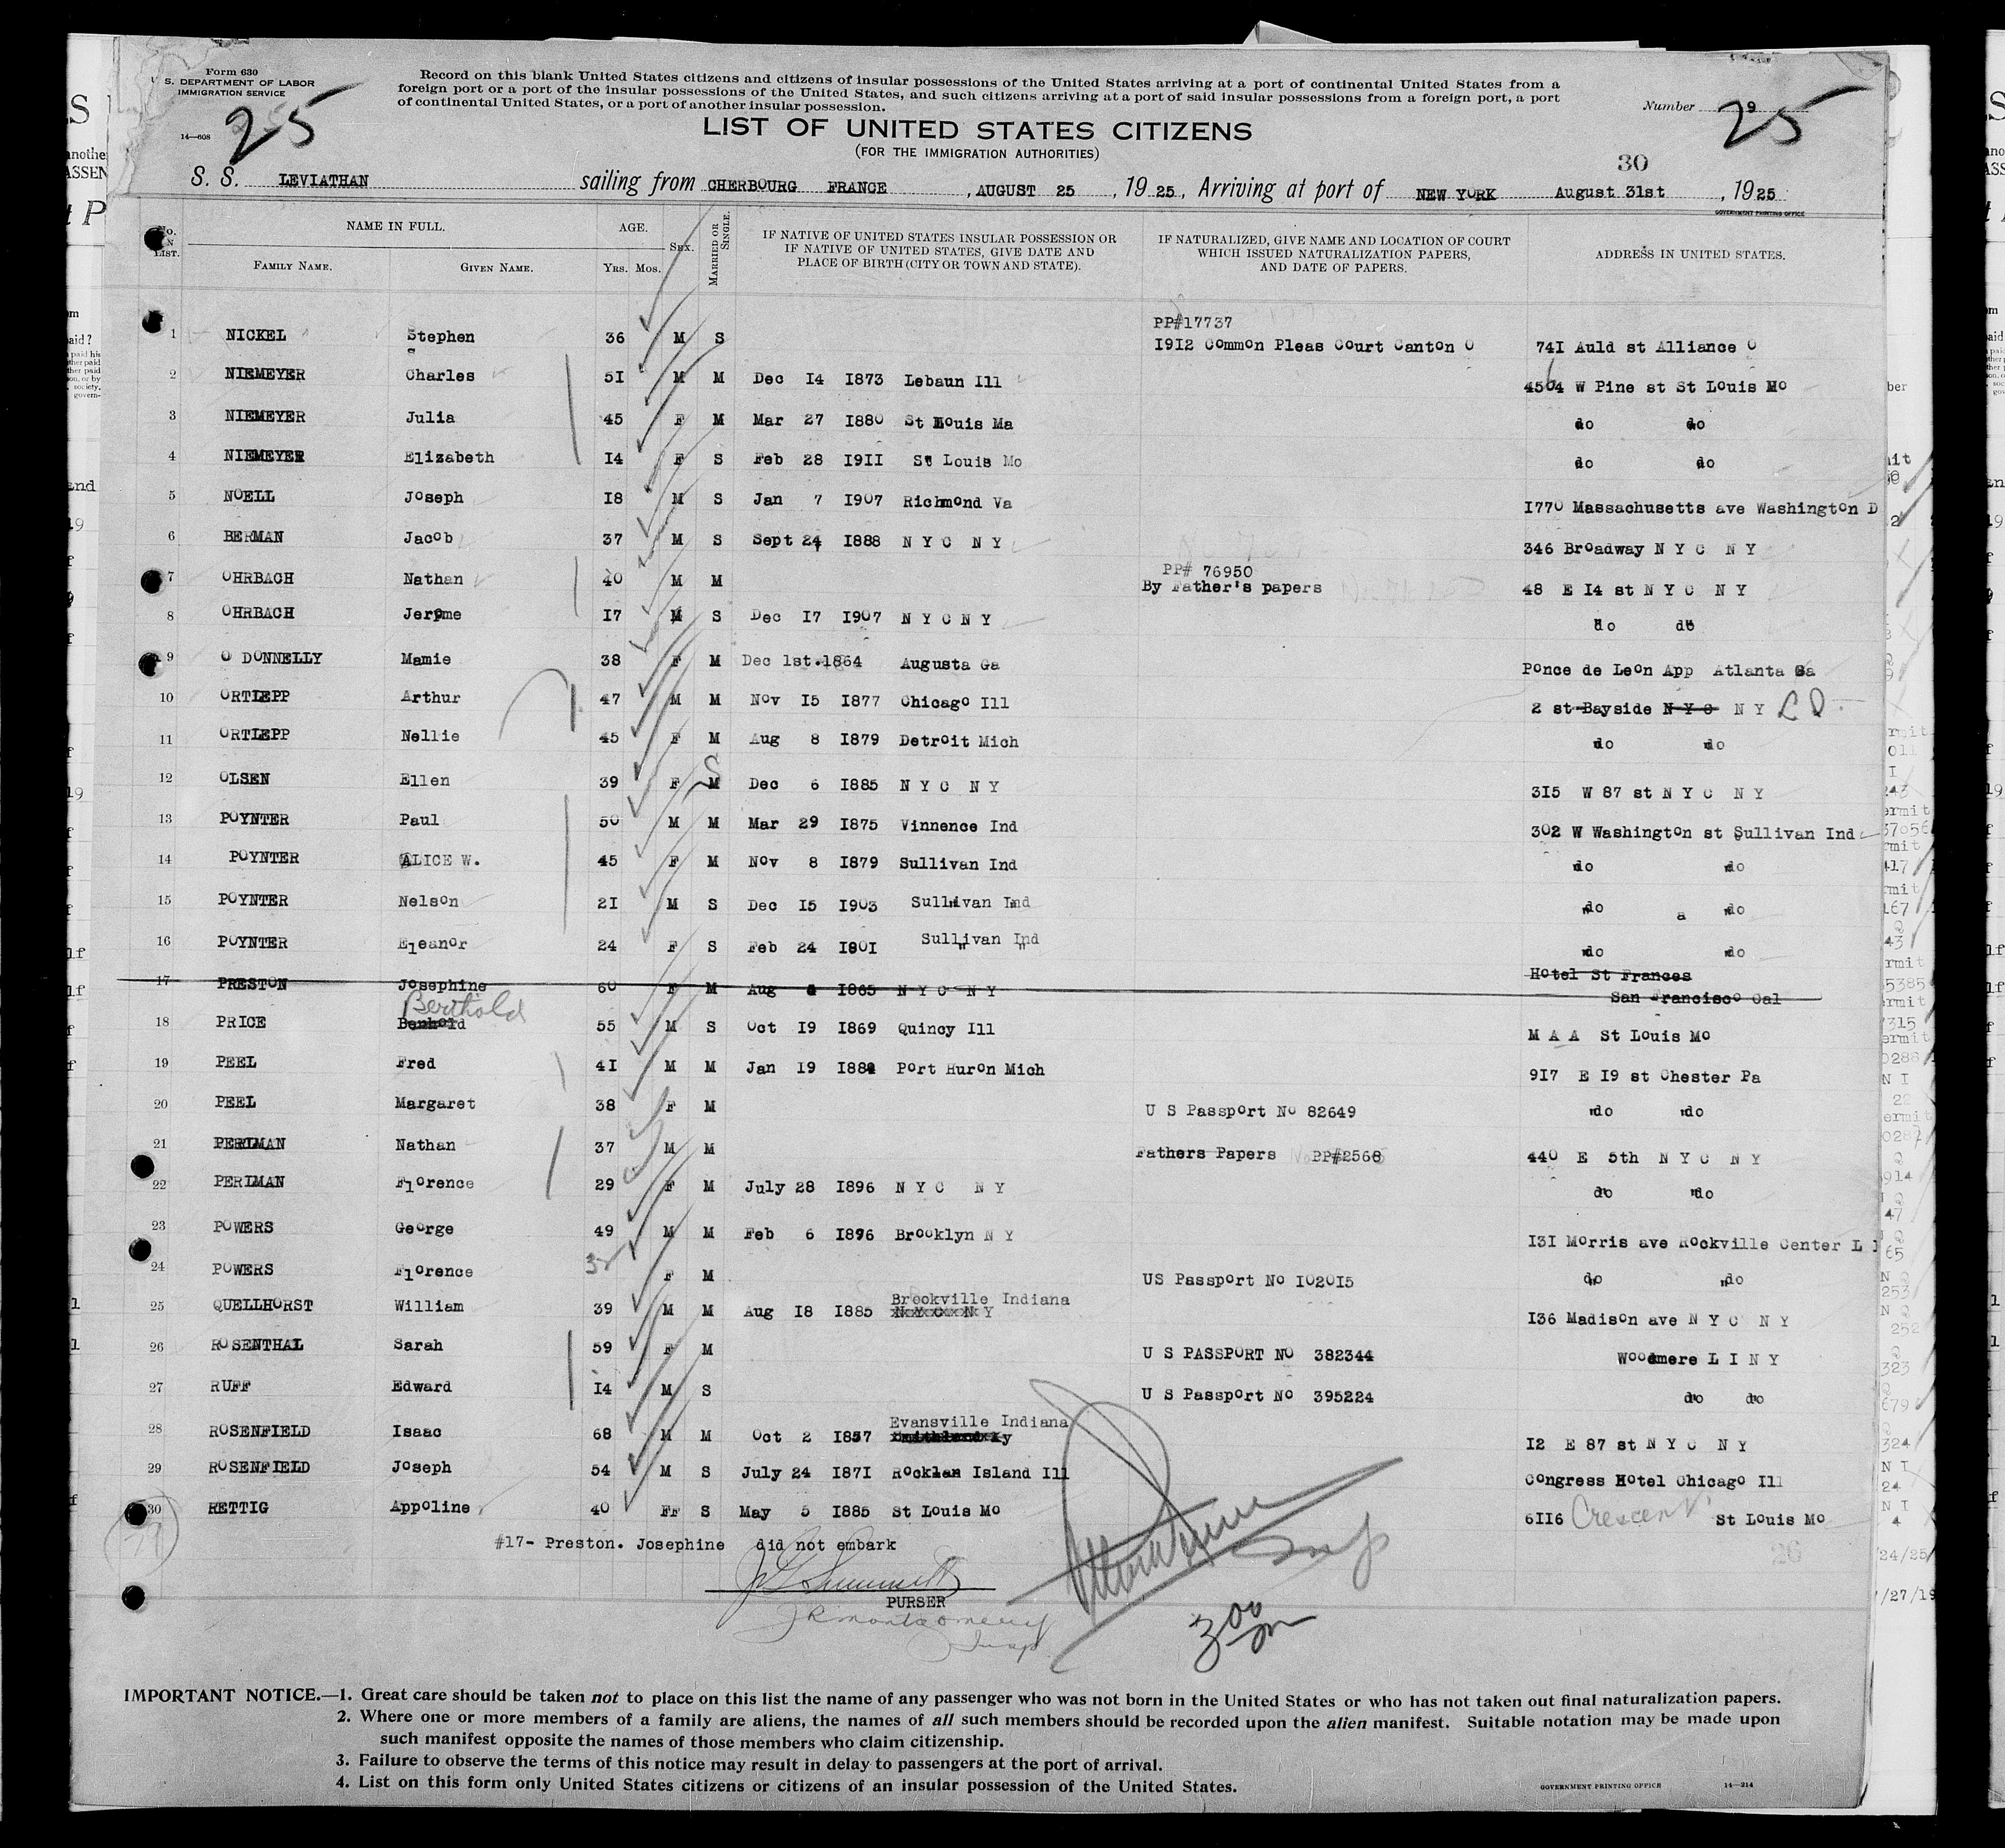 Form 630
U. S. DEPARTMENT OF LABOR
IMMIGRATION SERVICE
14—608
25
Record on this blank United States citizens and citizens of insular possessions of the United States arriving at a port of continental United States from a
foreign port or a port of the insular possessions of the United States, and such citizens arriving at a port of said insular possessions from a foreign port, a port
of continental United States, or a port of another insular possession.
Number 9
25
LIST OF UNITED STATES CITIZENS
(FOR THE IMMIGRATION AUTHORITIES)
30
S. S. LEVIATHAN sailing from CHERBOURG FRANCE, AUGUST 25, 1925, Arriving at port of NEW YORK August 31st, 1925
GOVERNMENT PRINTING OFFICE
No. IN LIST. NAME IN FULL. FAMILY NAME. GIVEN NAME. AGE. YRS. MOS. SEX. MARRIED OR SINGLE. IF NATIVE OF UNITED STATES INSULAR POSSESSION OR IF NATIVE OF UNITED STATES, GIVE DATE AND PLACE OF BIRTH (CITY OR TOWN AND STATE). IF NATURALIZED, GIVE NAME AND LOCATION OF COURT WHICH ISSUED NATURALIZATION PAPERS, AND DATE OF PAPERS. ADDRESS IN UNITED STATES.
PP#17737
1 NICKEL Stephen 36 M S 1912 Common Pleas Court Canton O 741 Auld st Alliance O
2 NIEMEYER Charles 51 M M Dec 14 1873 Lebaun Ill 4504 W Pine st St Louis Mo
3 NIEMEYER Julia 45 F M Mar 27 1880 St Louis Ma do do
4 NIEMEYER Elizabeth 14 F S Feb 28 1911 St Louis Mo do do
5 NOELL Joseph 18 M S Jan 7 1907 Richmond Va 1770 Massachusetts ave Washington D
6 BERMAN Jacob 37 M S Sept 24 1888 N Y C N Y 346 Broadway N Y C N Y
PP# 76950
7 OHRBACH Nathan 40 M M By Father's papers 48 E 14 st N Y C N Y
8 OHRBACH Jerome 17 M S Dec 17 1907 N Y C N Y do do
9 O DONNELLY Mamie 38 F M Dec 1st.1864 Augusta Ga Ponce de Leon App Atlanta Ga
10 ORTLEPP Arthur 47 M M Nov 15 1877 Chicago Ill 2 st Bayside N Y C N Y L I.
11 ORTLEPP Nellie 45 F M Aug 8 1879 Detroit Mich do do
12 OLSEN Ellen 39 F M S Dec 6 1885 N Y C N Y 315 W 87 st N Y C N Y
13 POYNTER Paul 50 M M Mar 29 1875 Vinnence Ind 302 W Washington st Sullivan Ind
14 POYNTER ALICE W. 45 F M Nov 8 1879 Sullivan Ind do do
15 POYNTER Nelson 21 M S Dec 15 1903 Sullivan Ind do a do
16 POYNTER Eleanor 24 F S Feb 24 1801 Sullivan Ind do do
17 PRESTON Josephine 60 F M Aug 4 1865 N Y C N Y Hotel St Frances
San Francisco Cal
Berthold
18 PRICE Benhold 55 M S Oct 19 1869 Quincy Ill M A A St Louis Mo
19 PEEL Fred 41 M M Jan 19 1884 Port Huron Mich 917 E 19 st Chester Pa
20 PEEL Margaret 38 F M U S Passport No 82649 "do "do
21 PERLMAN Nathan 37 M M Fathers Papers PP#2568 440 E 5th N Y C N Y
22 PERLMAN Florence 29 F M July 28 1896 N Y C N Y do "do
23 POWERS George 49 M M Feb 6 1896 Brooklyn N Y 131 Morris ave Rockville Center L I
24 POWERS Florence F M US Passport No 102015 do "do
Brookville Indiana
25 QUELLHORST William 39 M M Aug 18 1885 N Y C N Y 136 Madison ave N Y C N Y
26 ROSENTHAL Sarah 59 F M U S PASSPORT NO 382344 Woodmere L I N Y
27 RUFF Edward 14 M S U S Passport No 395224 do do
Evansville Indiana
28 ROSENFIELD Isaac 68 M M Oct 2 1857 12 E 87 st N Y C N Y
29 ROSENFIELD Joseph 54 M S July 24 1871 Rocklan Island Ill Congress Hotel Chicago Ill
30 RETTIG Appoline 40 FF S May 5 1885 St Louis Mo 6116 Crescent St Louis Mo
#17- Preston. Josephine did not embark
26
PURSER
J R Montgomery
Insp
Insp
3 00
IMPORTANT NOTICE.—1. Great care should be taken not to place on this list the name of any passenger who was not born in the United States or who has not taken out final naturalization papers.
2. Where one or more members of a family are aliens, the names of all such members should be recorded upon the alien manifest. Suitable notation may be made upon
such manifest opposite the names of those members who claim citizenship.
3. Failure to observe the terms of this notice may result in delay to passengers at the port of arrival.
4. List on this form only United States citizens or citizens of an insular possession of the United States.
GOVERNMENT PRINTING OFFICE 14—214